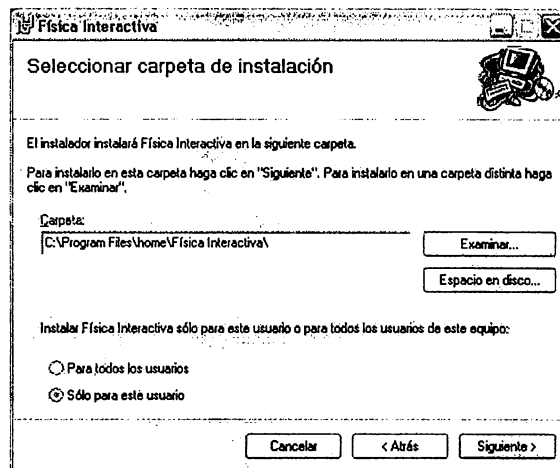 Física Interactiva
Seleccionar carpeta de instalación
El instalador instalará Física Interactiva en la siguiente carpeta.
Para instalarlo en esta carpeta haga clic en "Siguiente". Para instalarlo en una carpeta distinta haga
clic en "Examinar".
Carpeta:
C:\Program Files\home\Física Interactiva\
Examinar...
Espacio en disco...
Instalar Física Interactiva sólo para este usuario o para todos los usuarios de este equipo:
Para todos los usuarios
Sólo para este usuario
Cancelar
< Atrás
Siguiente >